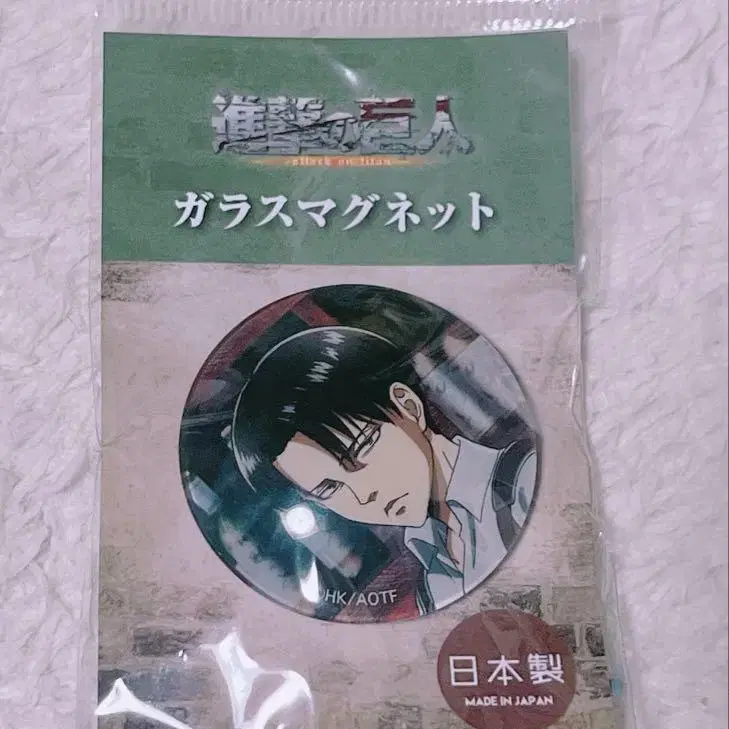 進撃の巨人
attack on titan
ガラスマグネット
©HK/AOTF
日本製
MADE IN JAPAN